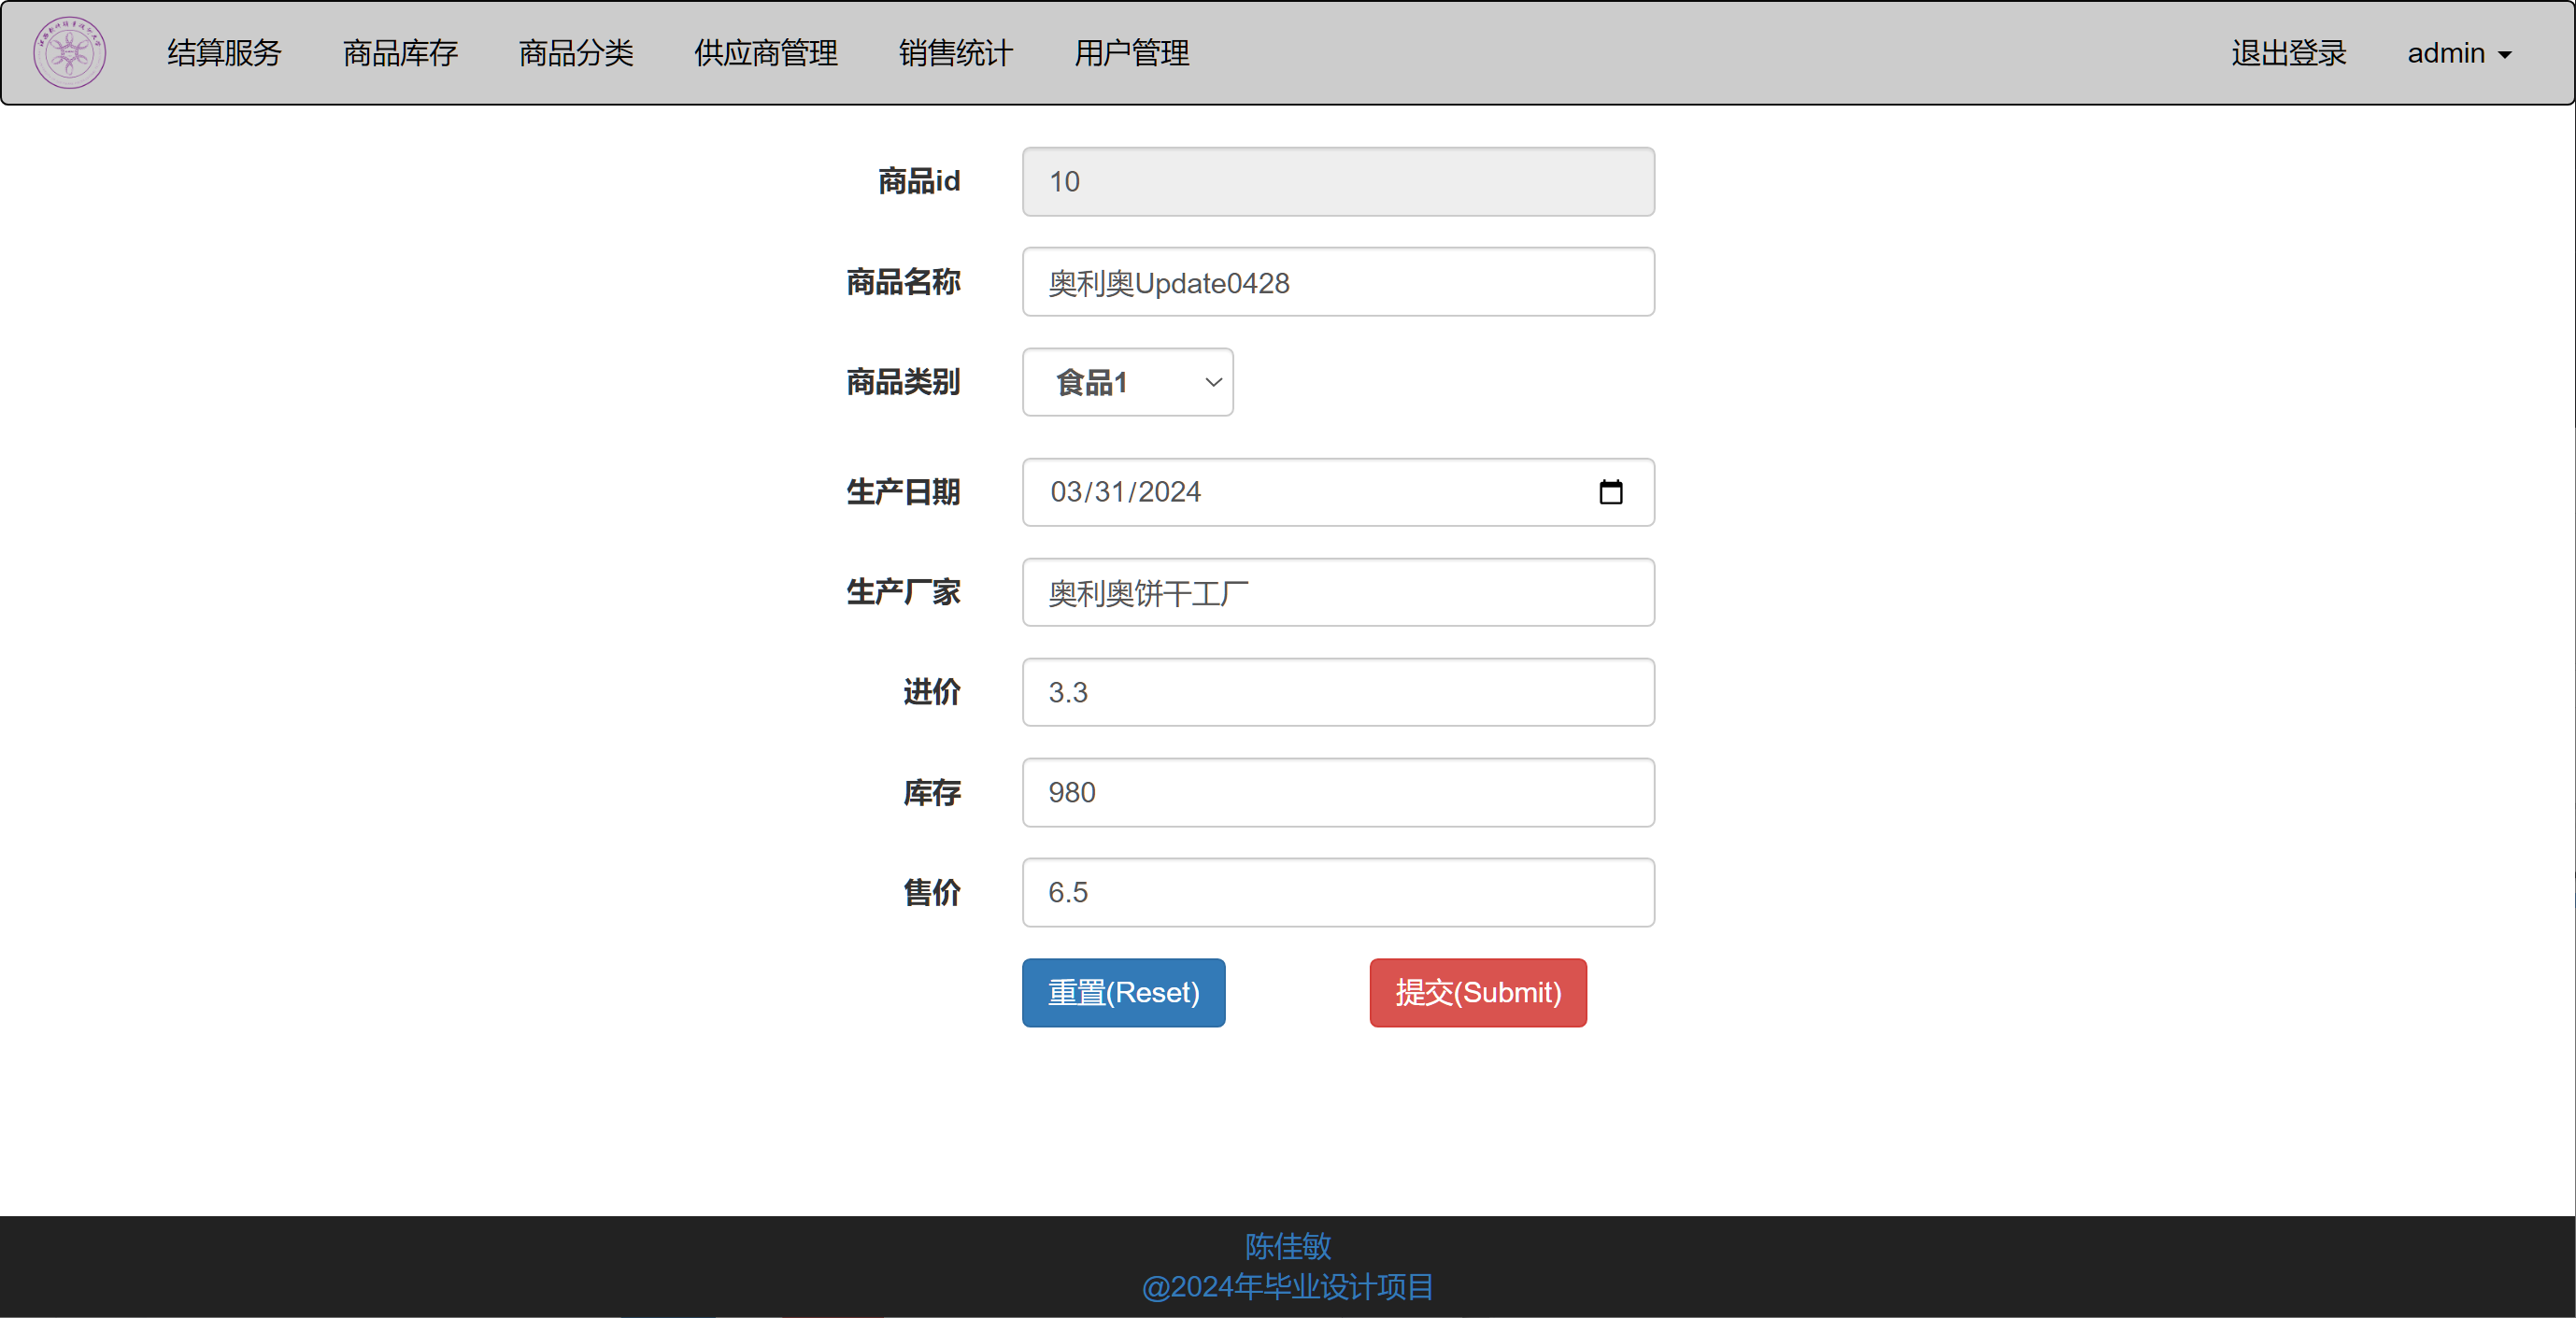 结算服务 商品库存 商品分类 供应商管理 销售统计 用户管理 退出登录 admin
商品id 10
商品名称 奥利奥Update0428
商品类别 食品1
生产日期 03/31/2024
生产厂家 奥利奥饼干工厂
进价 3.3
库存 980
售价 6.5
重置(Reset) 提交(Submit)
陈佳敏
@2024年毕业设计项目